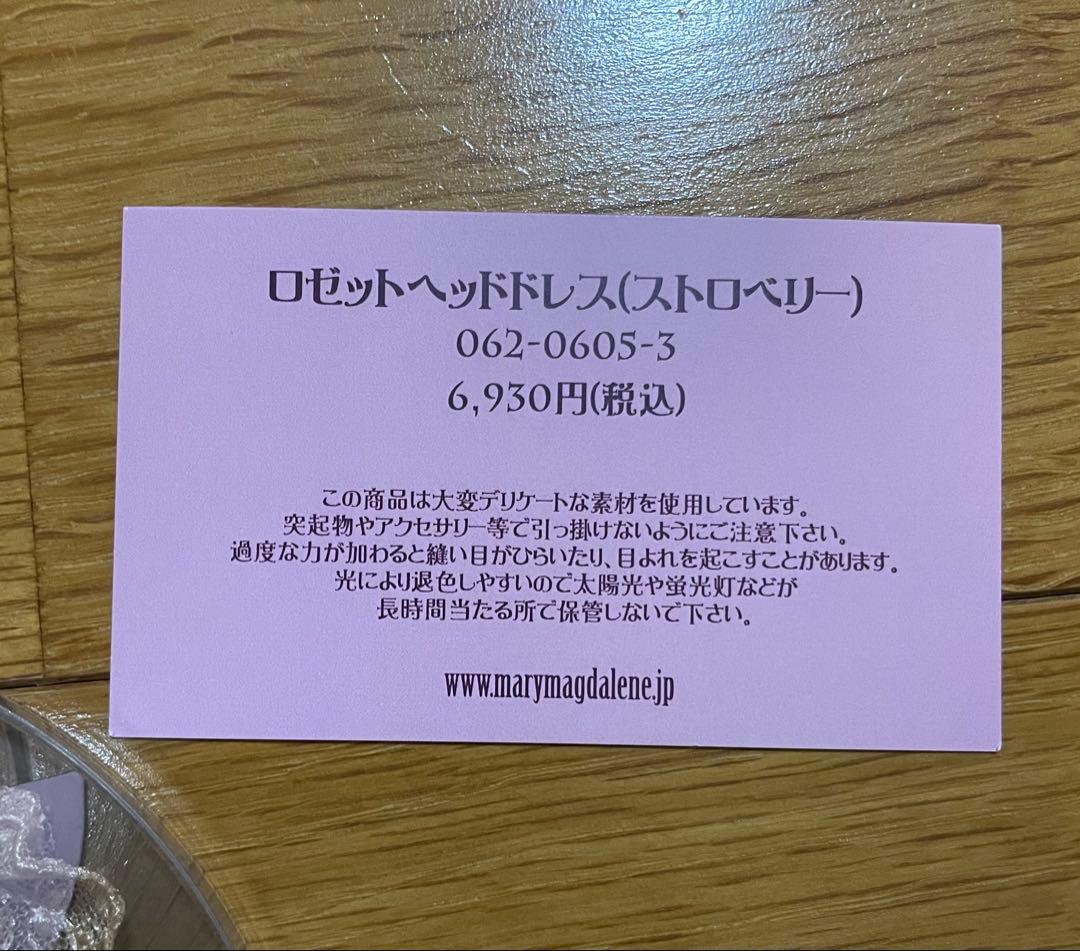 ロゼットヘッドドレス(ストロベリー)
062-0605-3
6,930円(税込)
この商品は大変デリケートな素材を使用しています。
突起物やアクセサリー等で引っ掛けないようにご注意下さい。
過度な力が加わると縫い目がひらいたり、目よれを起こすことがあります。
光により退色しやすいので太陽光や蛍光灯などが
長時間当たる所で保管しないで下さい。
www.marymagdalene.jp